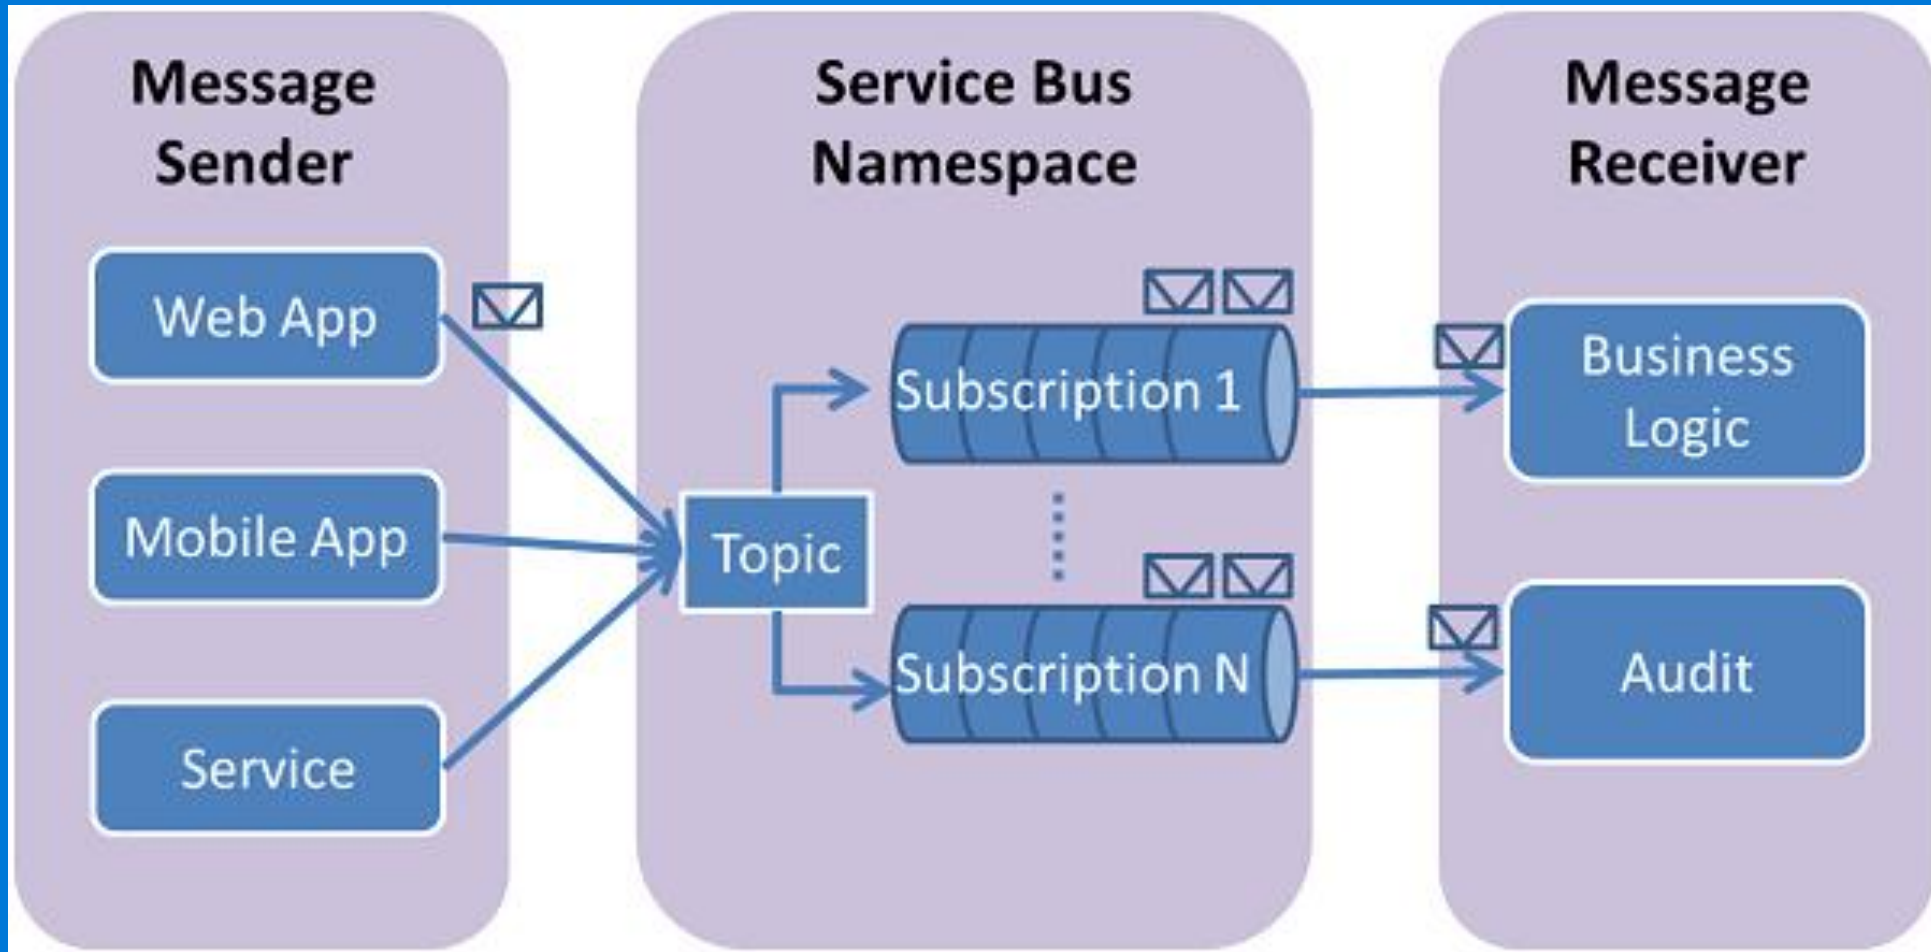 Message
Sender
Web App
Mobile App
Service
Service Bus
Namespace
Topic
Subscription 1
Subscription N
Message
Receiver
Business
Logic
Audit